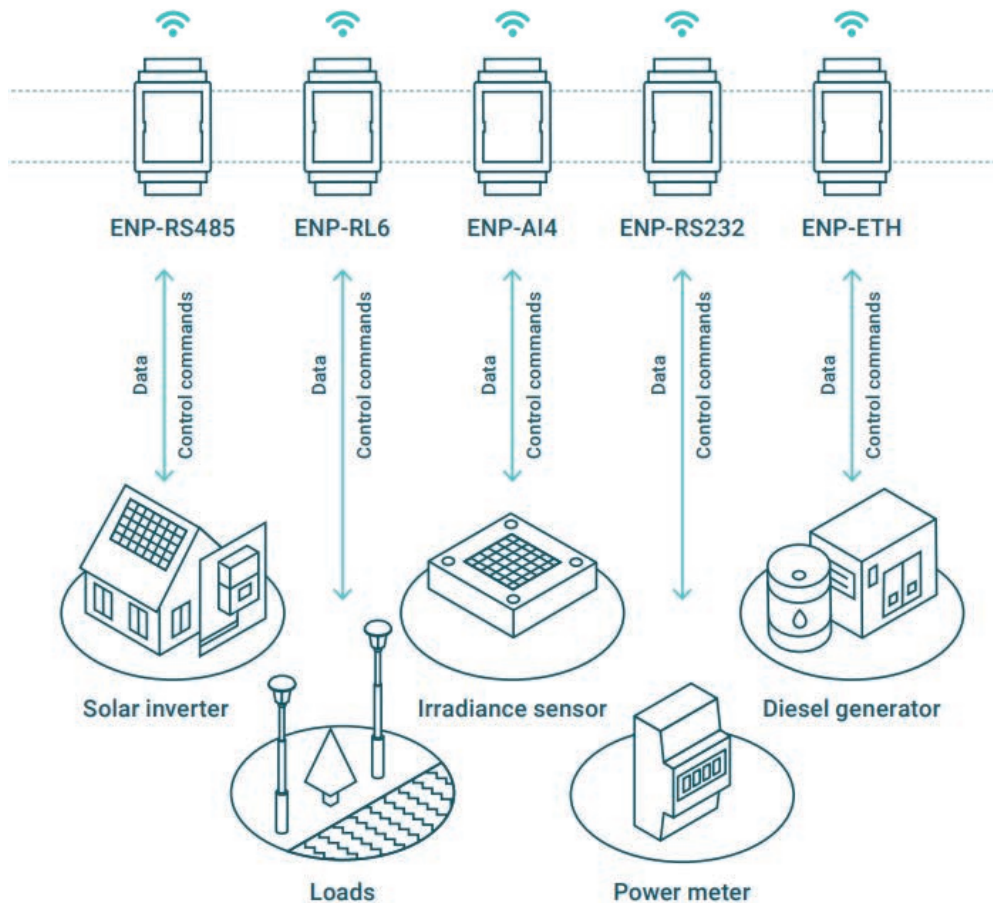 ENP-RS485
ENP-RL6
ENP-AI4
ENP-RS232
ENP-ETH
Data
Control commands
Data
Control commands
Data
Control commands
Data
Control commands
Data
Control commands
Solar inverter
Irradiance sensor
Diesel generator
Loads
Power meter